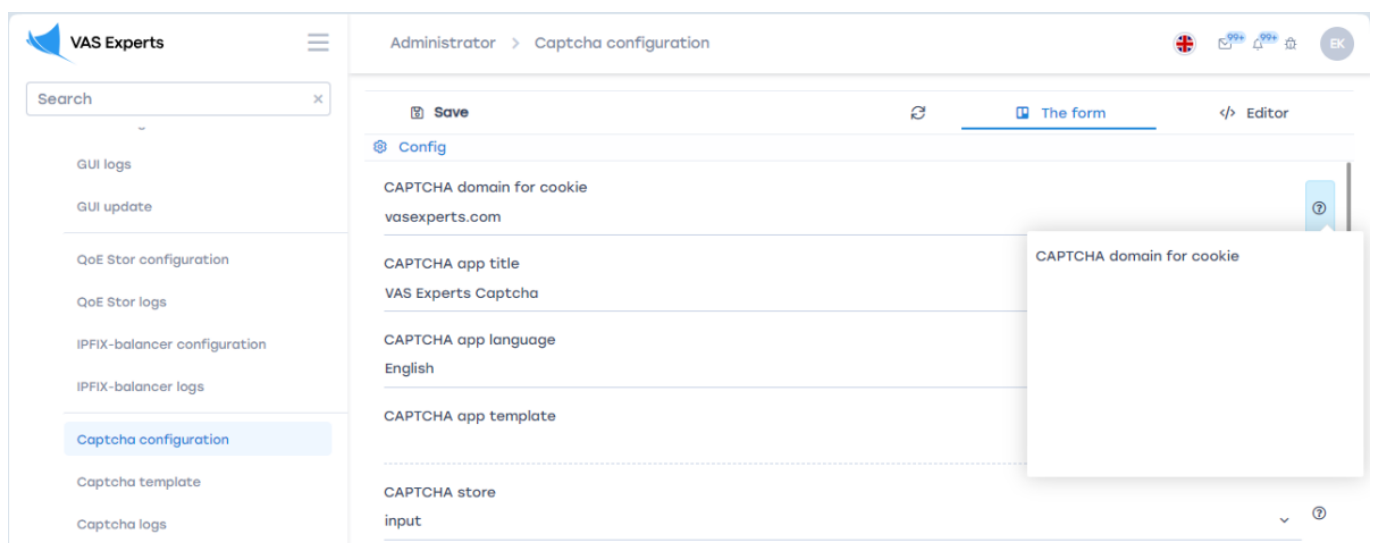 VAS Experts
Administrator > Captcha configuration
99+
99+
EK
Search
Save
The form
</> Editor
Config
GUI logs
GUI update
QoE Stor configuration
QoE Stor logs
IPFIX-balancer configuration
IPFIX-balancer logs
Captcha configuration
Captcha template
Captcha logs
CAPTCHA domain for cookie
vasexperts.com
CAPTCHA app title
VAS Experts Captcha
CAPTCHA app language
English
CAPTCHA app template
CAPTCHA store
input
CAPTCHA domain for cookie